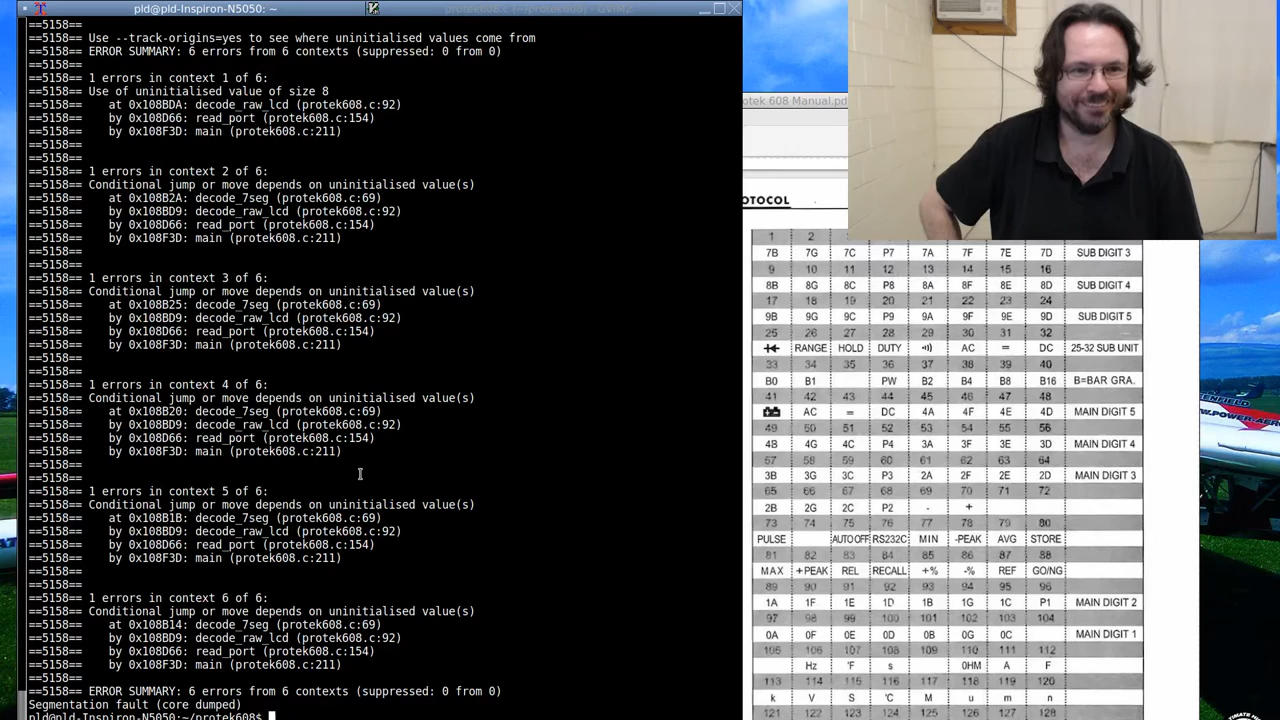 pld@pld-Inspiron-N5050: ~
protek608.c (~/protek608) - GVIM2
==5158==
==5158== Use --track-origins=yes to see where uninitialised values come from
==5158== ERROR SUMMARY: 6 errors from 6 contexts (suppressed: 0 from 0)
==5158==
==5158== 1 errors in context 1 of 6:
==5158== Use of uninitialised value of size 8
==5158== at 0x108BDA: decode_raw_lcd (protek608.c:92)
==5158== by 0x108D66: read_port (protek608.c:154)
==5158== by 0x108F3D: main (protek608.c:211)
==5158==
==5158==
==5158== 1 errors in context 2 of 6:
==5158== Conditional jump or move depends on uninitialised value(s)
==5158== at 0x108B2A: decode_7seg (protek608.c:69)
==5158== by 0x108BD9: decode_raw_lcd (protek608.c:92)
==5158== by 0x108D66: read_port (protek608.c:154)
==5158== by 0x108F3D: main (protek608.c:211)
==5158==
==5158==
==5158== 1 errors in context 3 of 6:
==5158== Conditional jump or move depends on uninitialised value(s)
==5158== at 0x108B25: decode_7seg (protek608.c:69)
==5158== by 0x108BD9: decode_raw_lcd (protek608.c:92)
==5158== by 0x108D66: read_port (protek608.c:154)
==5158== by 0x108F3D: main (protek608.c:211)
==5158==
==5158==
==5158== 1 errors in context 4 of 6:
==5158== Conditional jump or move depends on uninitialised value(s)
==5158== at 0x108B20: decode_7seg (protek608.c:69)
==5158== by 0x108BD9: decode_raw_lcd (protek608.c:92)
==5158== by 0x108D66: read_port (protek608.c:154)
==5158== by 0x108F3D: main (protek608.c:211)
==5158==
==5158==
==5158== 1 errors in context 5 of 6:
==5158== Conditional jump or move depends on uninitialised value(s)
==5158== at 0x108B1B: decode_7seg (protek608.c:69)
==5158== by 0x108BD9: decode_raw_lcd (protek608.c:92)
==5158== by 0x108D66: read_port (protek608.c:154)
==5158== by 0x108F3D: main (protek608.c:211)
==5158==
==5158==
==5158== 1 errors in context 6 of 6:
==5158== Conditional jump or move depends on uninitialised value(s)
==5158== at 0x108B14: decode_7seg (protek608.c:69)
==5158== by 0x108BD9: decode_raw_lcd (protek608.c:92)
==5158== by 0x108D66: read_port (protek608.c:154)
==5158== by 0x108F3D: main (protek608.c:211)
==5158==
==5158== ERROR SUMMARY: 6 errors from 6 contexts (suppressed: 0 from 0)
Segmentation fault (core dumped)
pld@pld-Inspiron-N5050:~/protek608$
otek 608 Manual.pd
OTOCOL
1 2
7B 7G 7C P7 7A 7F 7E 7D SUB DIGIT 3
9 10 11 12 13 14 15 16
8B 8G 8C P8 8A 8F 8E 8D SUB DIGIT 4
17 18 19 20 21 22 23 24
9B 9G 9C P9 9A 9F 9E 9D SUB DIGIT 5
25 26 27 28 29 30 31 32
RANGE HOLD DUTY AC = DC 25-32 SUB UNIT
33 34 35 36 37 38 39 40
B0 B1 PW B2 B4 B8 B16 B=BAR GRA.
41 42 43 44 45 46 47 48
AC = DC 4A 4F 4E 4D MAIN DIGIT 5
49 50 51 52 53 54 55 56
4B 4G 4C P4 3A 3F 3E 3D MAIN DIGIT 4
57 58 59 60 61 62 63 64
3B 3G 3C P3 2A 2F 2E 2D MAIN DIGIT 3
65 66 67 68 69 70 71 72
2B 2G 2C P2 - +
73 74 75 76 77 78 79 80
PULSE AUTO OFF RS232C MIN -PEAK AVG STORE
81 82 83 84 85 86 87 88
MAX +PEAK REL RECALL +% -% REF GO/NG
89 90 91 92 93 94 95 96
1A 1F 1E 1D 1B 1G 1C P1 MAIN DIGIT 2
97 98 99 100 101 102 103 104
0A 0F 0E 0D 0B 0G 0C MAIN DIGIT 1
105 106 107 108 109 110 111 112
Hz 'F s 0HM A F
113 114 115 116 117 118 119 120
k V S 'C M u m n
121 122 123 124 125 126 127 128